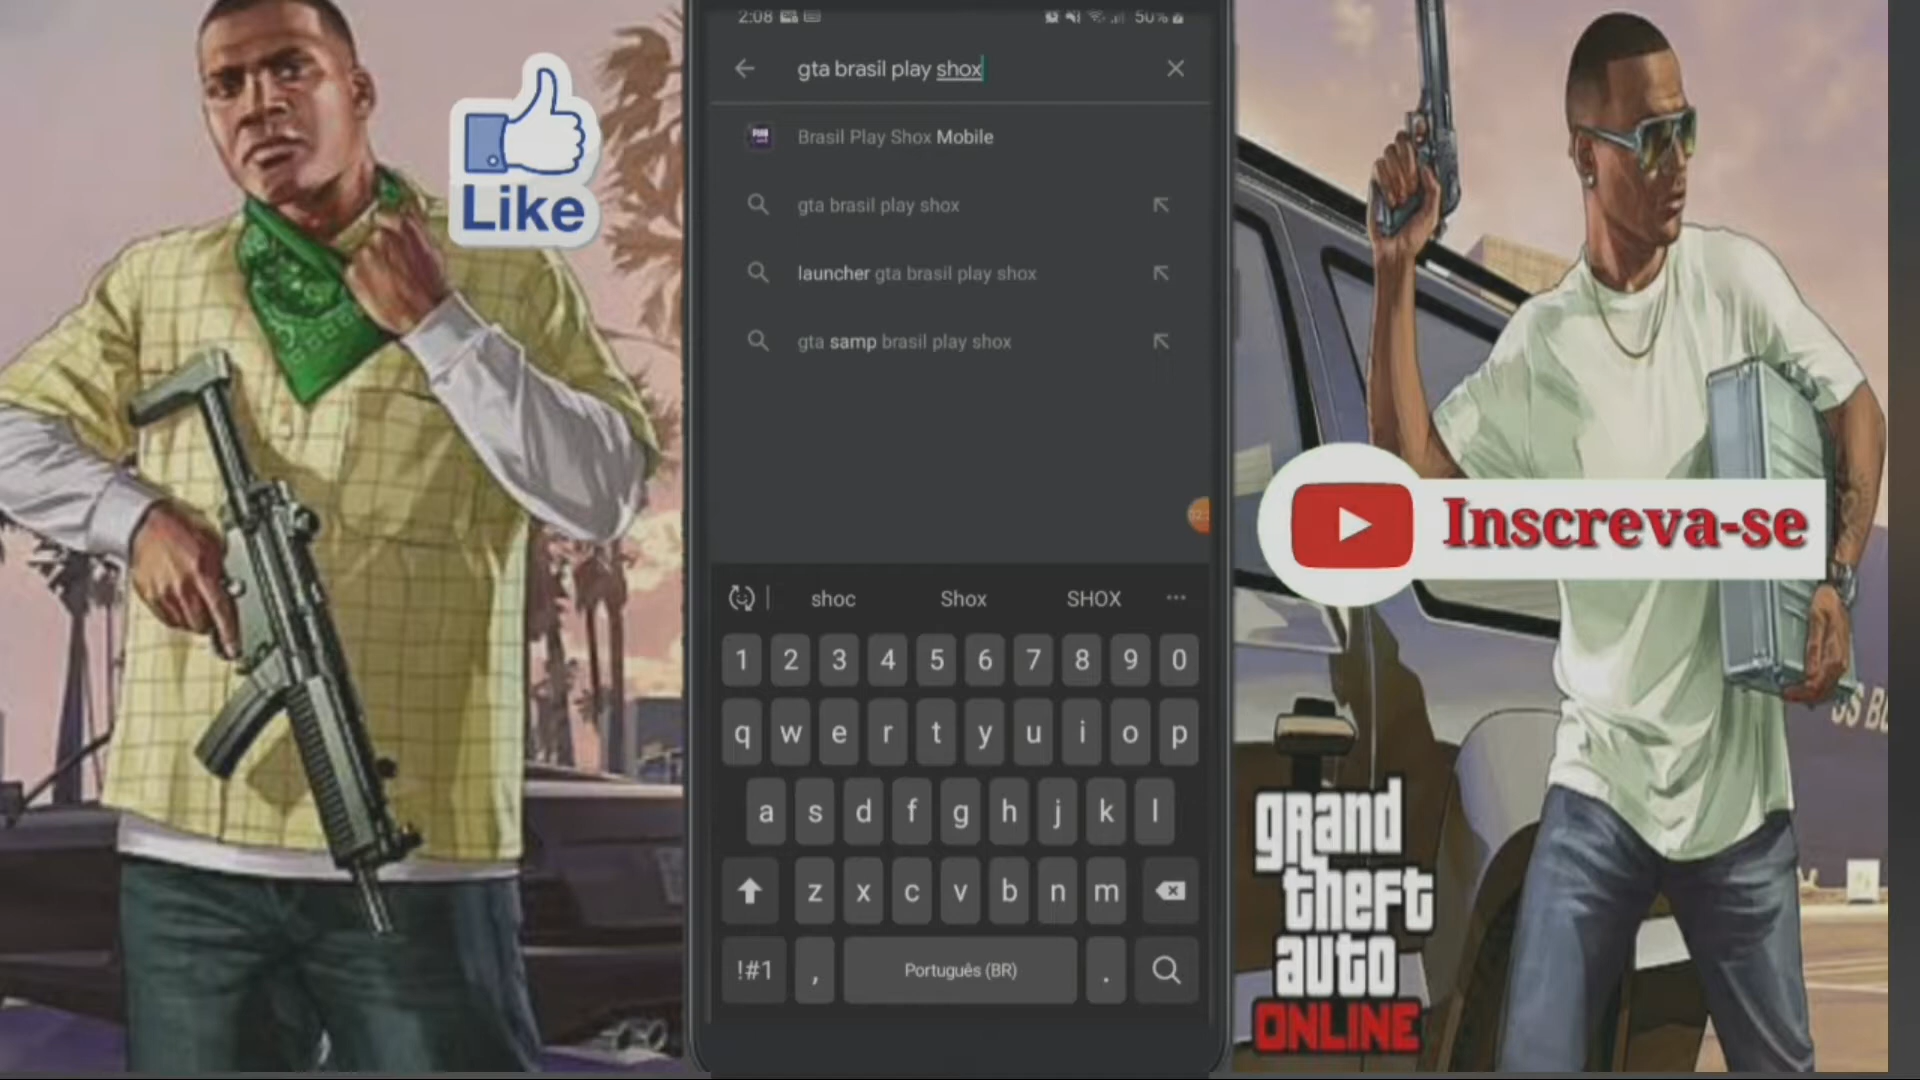 2:08
50%
gta brasil play shox
Brasil Play Shox Mobile
gta brasil play shox
launcher gta brasil play shox
gta samp brasil play shox
Like
Inscreva-se
shoc Shox SHOX ...
1 2 3 4 5 6 7 8 9 0
q w e r t y u i o p
a s d f g h j k l
z x c v b n m
!#1 , Português (BR) .
grand
theft
auto
ONLINE